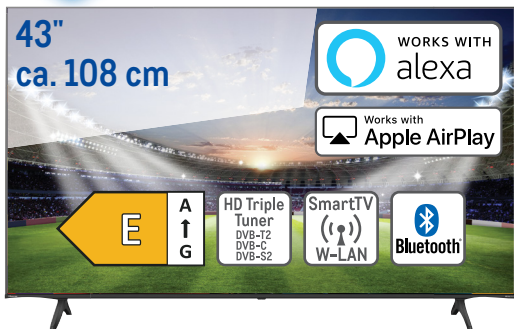 43"
ca. 108 cm
WORKS WITH
alexa
Works with
Apple AirPlay
E
A
↑
G
HD Triple
Tuner
DVB-T2
DVB-C
DVB-S2
SmartTV
W-LAN
Bluetooth